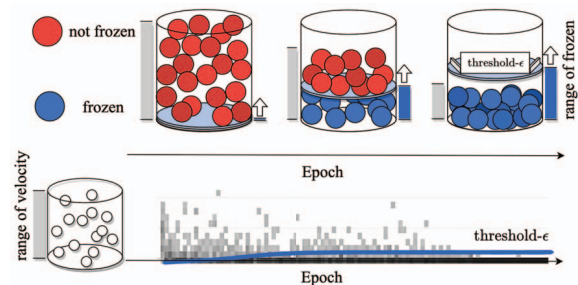 not frozen
frozen
threshold-ϵ
range of frozen
Epoch
range of velocity
threshold-ϵ
Epoch